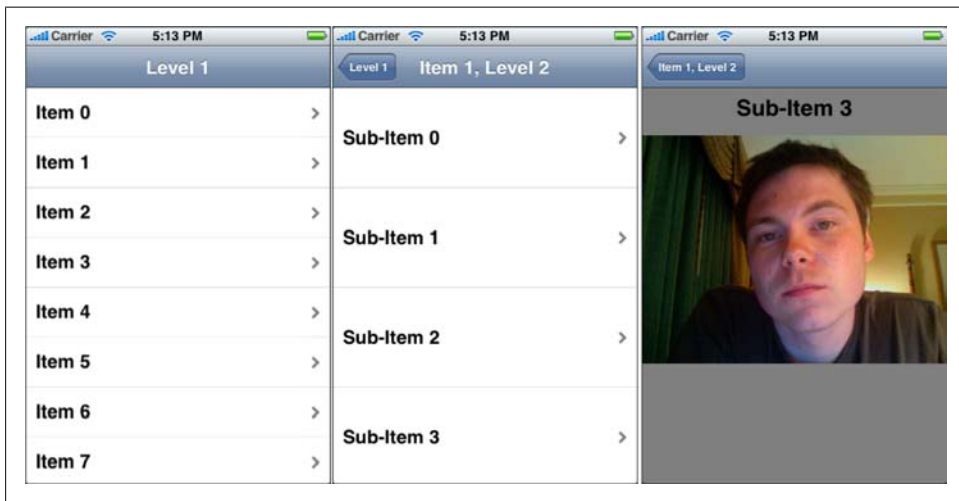 Carrier 5:13 PM
Level 1
Item 0
Item 1
Item 2
Item 3
Item 4
Item 5
Item 6
Item 7
Carrier 5:13 PM
Level 1 Item 1, Level 2
Sub-Item 0
Sub-Item 1
Sub-Item 2
Sub-Item 3
Carrier 5:13 PM
Item 1, Level 2
Sub-Item 3